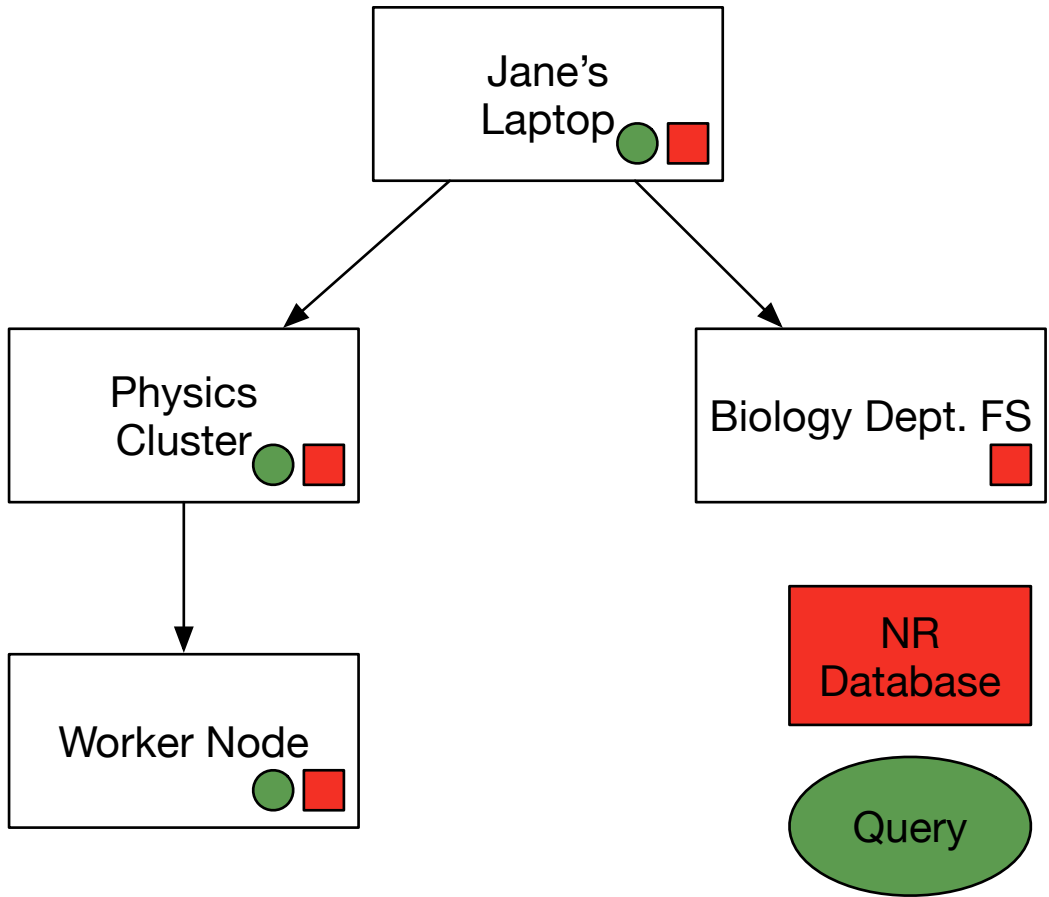 Jane’s
Laptop
Physics
Cluster
Biology Dept. FS
NR
Database
Worker Node
Query